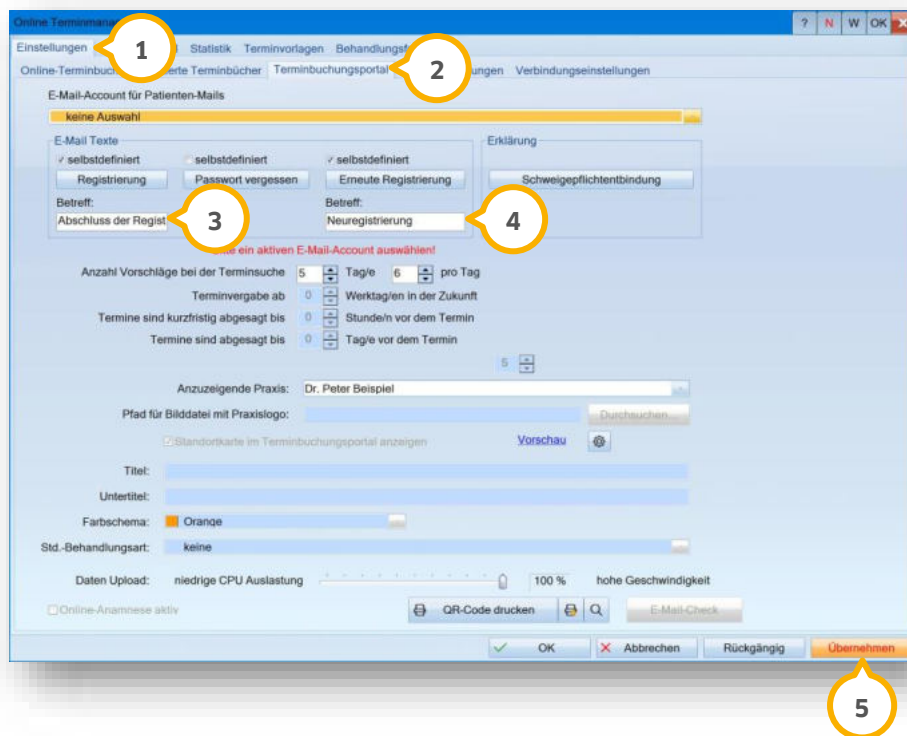 Online Terminmana
? N W OK
Einstellungen Statistik Terminvorlagen Behandlungsf
1
2
Online-Terminbuch erte Terminbücher Terminbuchungsportal ungen Verbindungseinstellungen
E-Mail-Account für Patienten-Mails
keine Auswahl
E-Mail Texte
Erklärung
selbstdefiniert selbstdefiniert selbstdefiniert
Registrierung Passwort vergessen Erneute Registrierung Schweigepflichtentbindung
Betreff: Betreff:
Abschluss der Regist Neuregistrierung
3
4
ein aktiven E-Mail-Account auswählen!
Anzahl Vorschläge bei der Terminsuche 5 Tag/e 6 pro Tag
Terminvergabe ab 0 Werktag/en in der Zukunft
Termine sind kurzfristig abgesagt bis 0 Stunde/n vor dem Termin
Termine sind abgesagt bis 0 Tag/e vor dem Termin
5
Anzuzeigende Praxis: Dr. Peter Beispiel
Pfad für Bilddatei mit Praxislogo: Durchsuchen...
Standortkarte im Terminbuchungsportal anzeigen Vorschau
Titel:
Untertitel:
Farbschema: Orange
Std.-Behandlungsart: keine
Daten Upload: niedrige CPU Auslastung 100 % hohe Geschwindigkeit
Online-Anamnese aktiv QR-Code drucken E-Mail-Check
OK Abbrechen Rückgängig Übernehmen
5